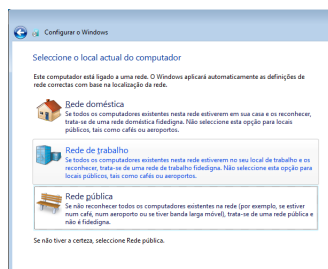 Configurar o Windows
Seleccione o local actual do computador
Este computador está ligado a uma rede. O Windows aplicará automaticamente as definições de
rede correctas com base na localização da rede.
Rede doméstica
Se todos os computadores existentes nesta rede estiverem em sua casa e os reconhecer,
trata-se de uma rede doméstica fidedigna. Não seleccione esta opção para locais
públicos, tais como cafés ou aeroportos.
Rede de trabalho
Se todos os computadores existentes nesta rede estiverem no seu local de trabalho e os
reconhecer, trata-se de uma rede de trabalho fidedigna. Não seleccione esta opção para
locais públicos, tais como cafés ou aeroportos.
Rede pública
Se não reconhecer todos os computadores existentes na rede (por exemplo, se estiver
num café, num aeroporto ou se tiver banda larga móvel), trata-se de uma rede pública e
não é fidedigna.
Se não tiver a certeza, seleccione Rede pública.